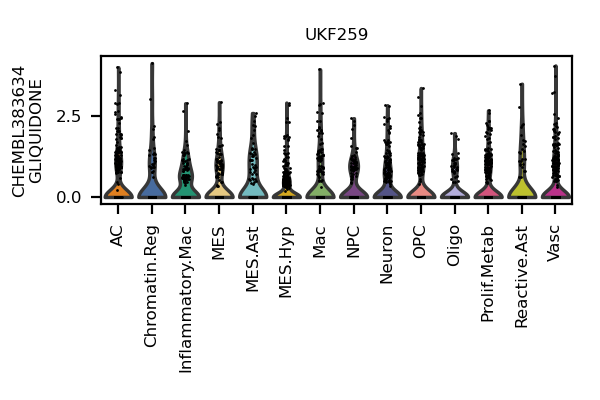 UKF259
CHEMBL383634
GLIQUIDONE
2.5
0.0
AC
Chromatin.Reg
Inflammatory.Mac
MES
MES.Ast
MES.Hyp
Mac
NPC
Neuron
OPC
Oligo
Prolif.Metab
Reactive.Ast
Vasc